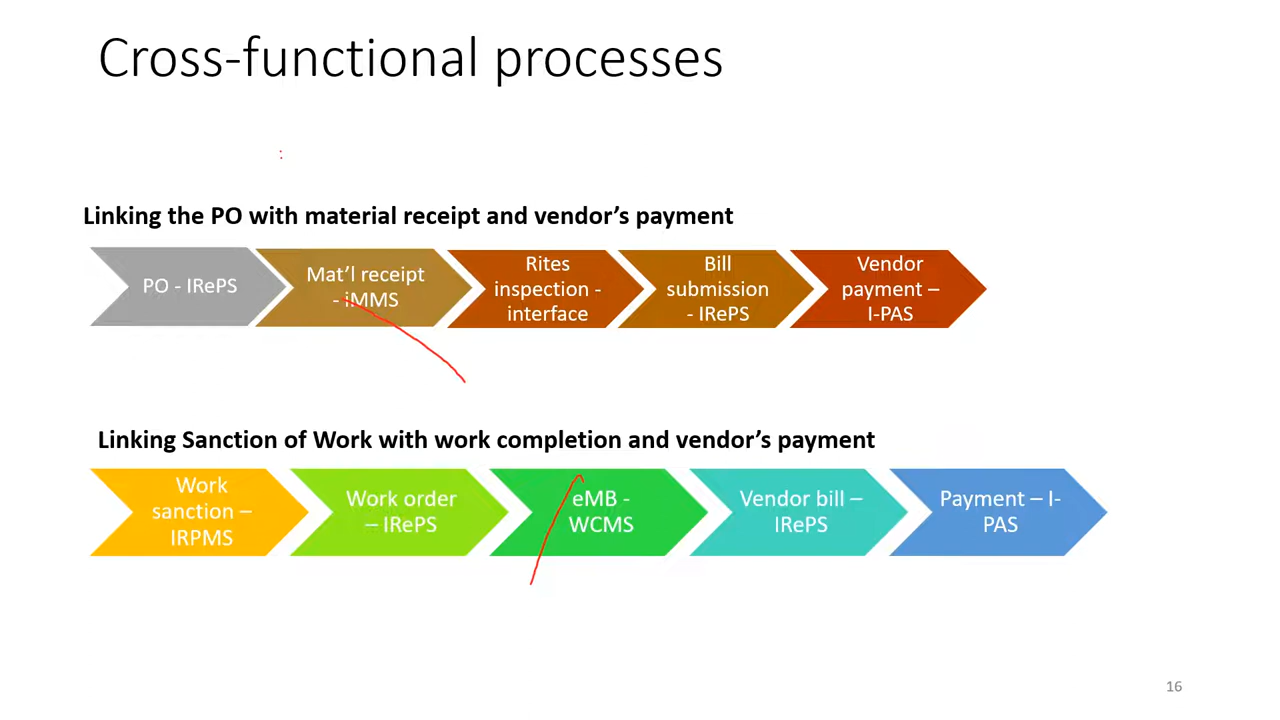 Cross-functional processes
:
Linking the PO with material receipt and vendor’s payment
PO - IRePS
Mat’l receipt
- iMMS
Rites
inspection -
interface
Bill
submission
- IRePS
Vendor
payment –
I-PAS
Linking Sanction of Work with work completion and vendor’s payment
Work
sanction –
IRPMS
Work order
– IRePS
eMB -
WCMS
Vendor bill –
IRePS
Payment – I-
PAS
16